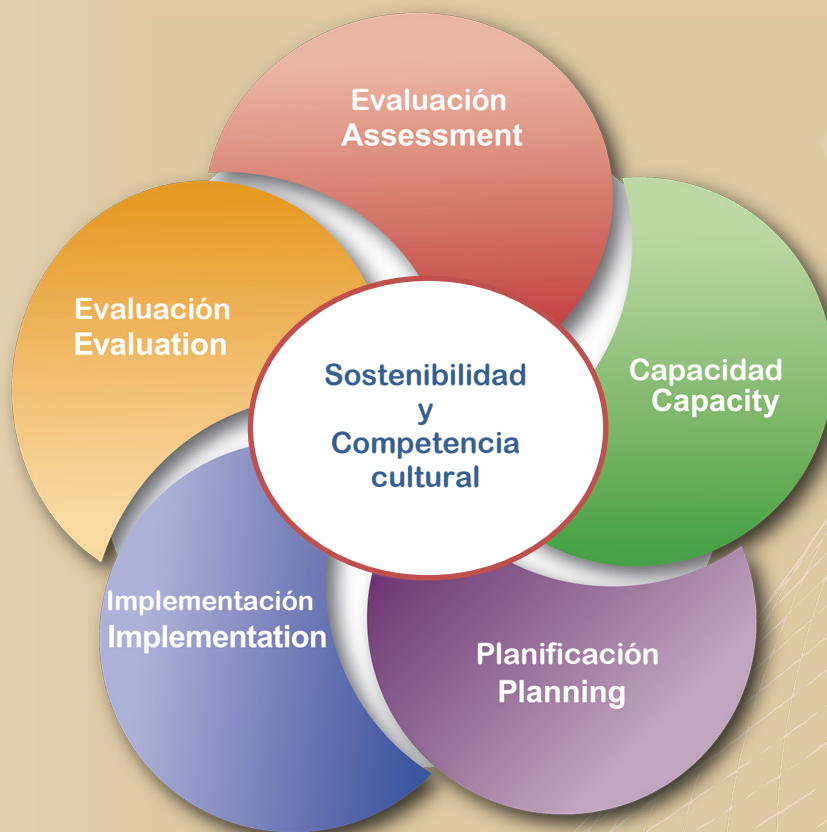 Evaluación
Assessment
Capacidad
Capacity
Planificación
Planning
Implementación
Implementation
Evaluación
Evaluation
Sostenibilidad
y
Competencia
cultural